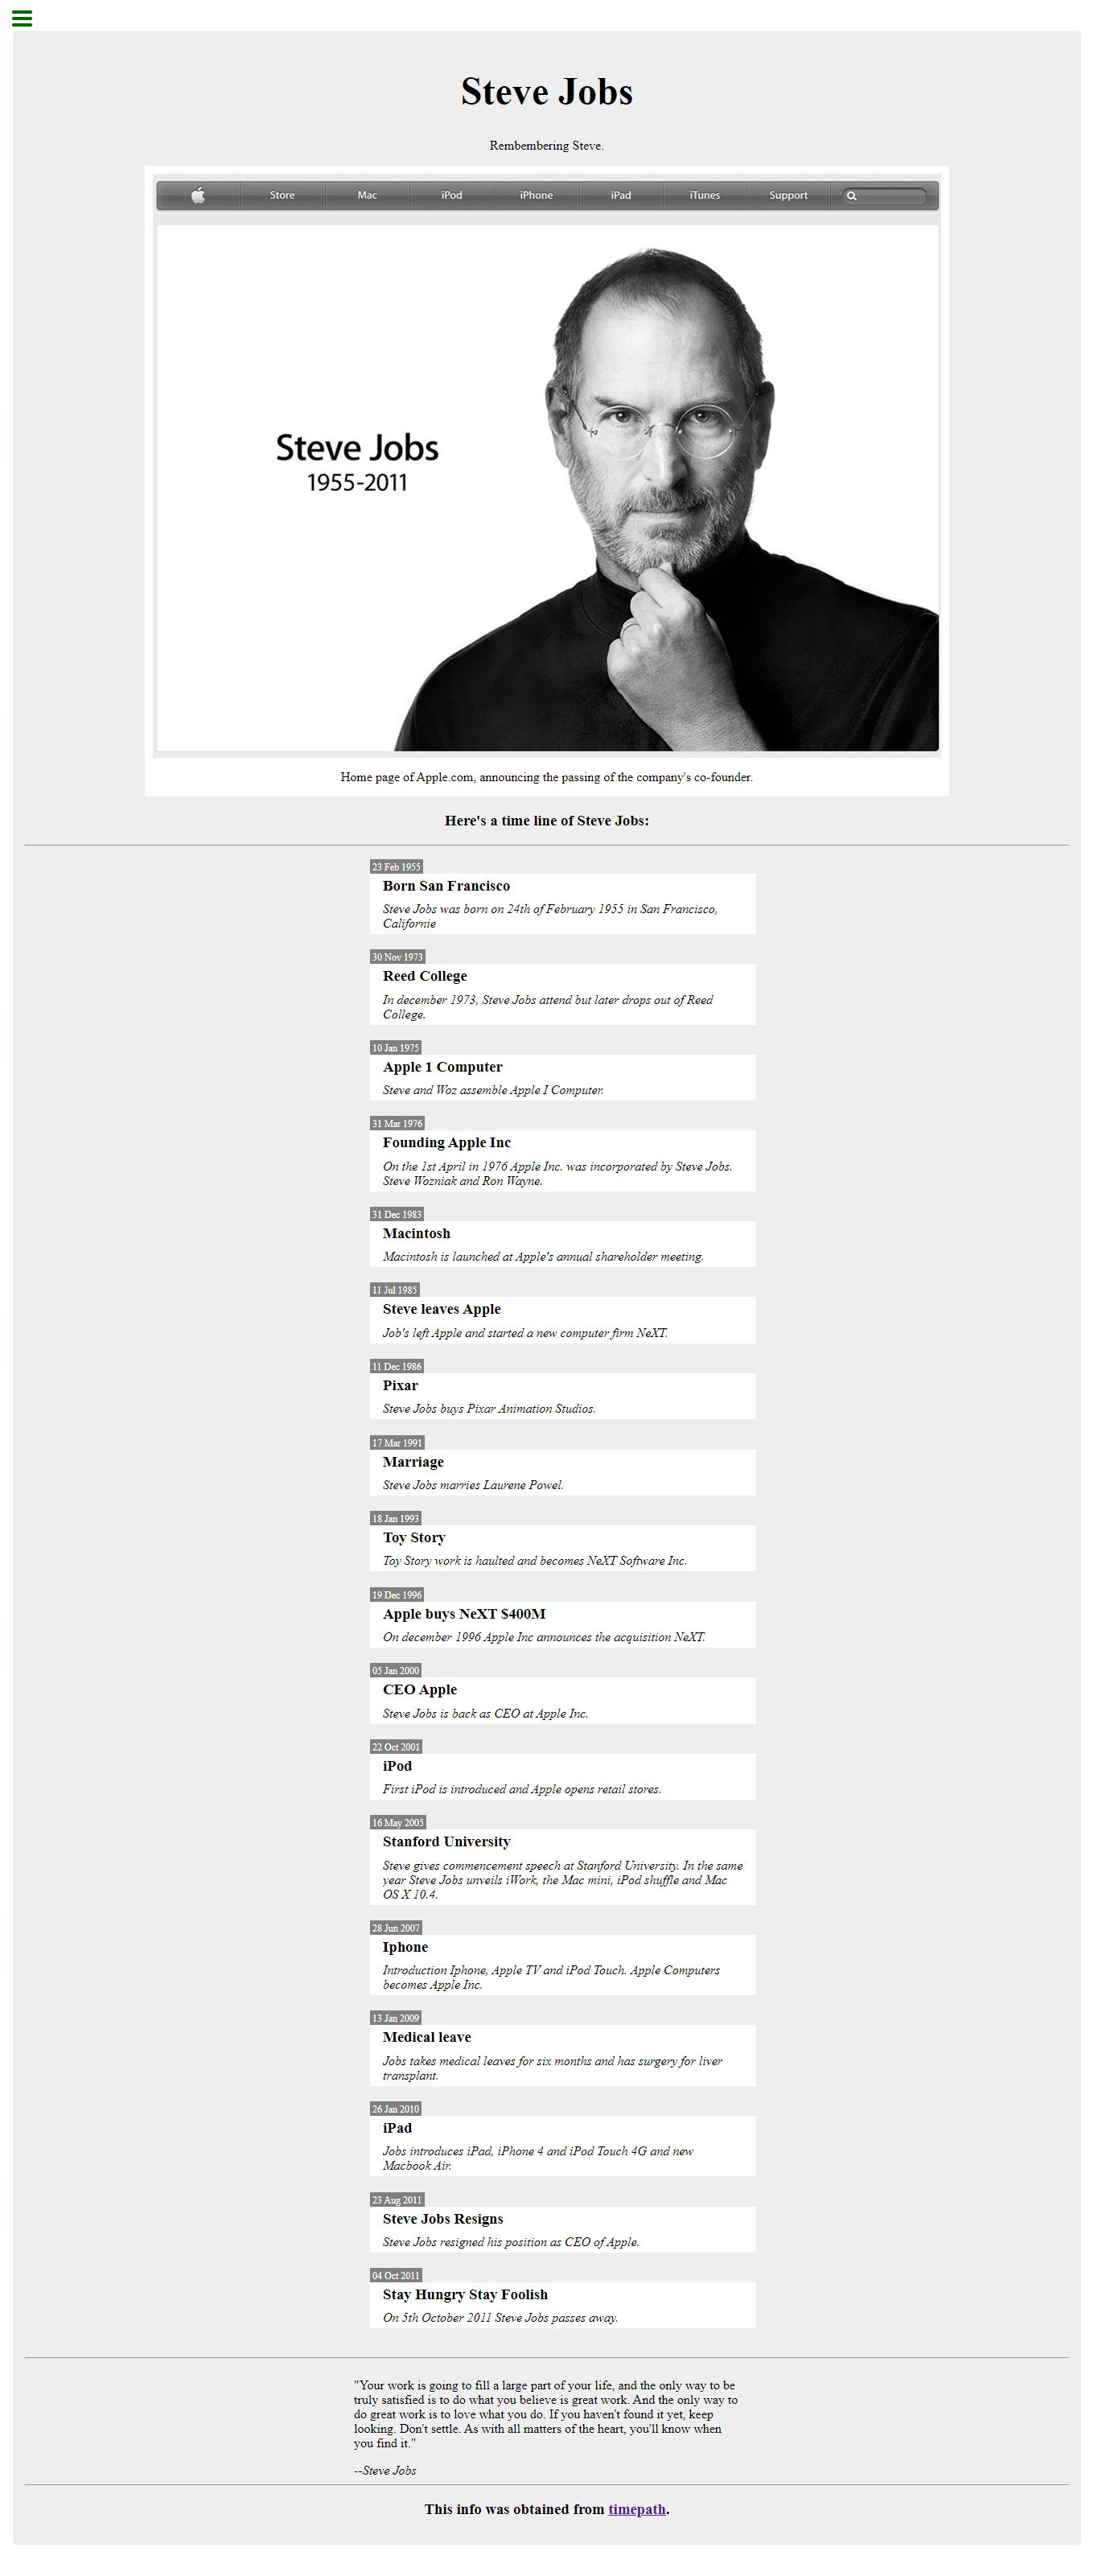 Steve Jobs
Rembembering Steve.
Store Mac iPod iPhone iPad iTunes Support
Steve Jobs
1955-2011
Home page of Apple.com, announcing the passing of the company's co-founder.
Here's a time line of Steve Jobs:
23 Feb 1955
Born San Francisco
Steve Jobs was born on 24th of February 1955 in San Francisco,
Californie
30 Nov 1973
Reed College
In december 1973, Steve Jobs attend but later drops out of Reed
College.
10 Jan 1975
Apple 1 Computer
Steve and Woz assemble Apple I Computer.
31 Mar 1976
Founding Apple Inc
On the 1st April in 1976 Apple Inc. was incorporated by Steve Jobs.
Steve Wozniak and Ron Wayne.
31 Dec 1983
Macintosh
Macintosh is launched at Apple's annual shareholder meeting.
11 Jul 1985
Steve leaves Apple
Job's left Apple and started a new computer firm NeXT.
11 Dec 1986
Pixar
Steve Jobs buys Pixar Animation Studios.
17 Mar 1991
Marriage
Steve Jobs marries Laurene Powel.
18 Jan 1993
Toy Story
Toy Story work is haulted and becomes NeXT Software Inc.
19 Dec 1996
Apple buys NeXT $400M
On december 1996 Apple Inc announces the acquisition NeXT.
05 Jan 2000
CEO Apple
Steve Jobs is back as CEO at Apple Inc.
22 Oct 2001
iPod
First iPod is introduced and Apple opens retail stores.
16 May 2005
Stanford University
Steve gives commencement speech at Stanford University. In the same
year Steve Jobs unveils iWork, the Mac mini, iPod shuffle and Mac
OS X 10.4.
28 Jun 2007
Iphone
Introduction Iphone, Apple TV and iPod Touch. Apple Computers
becomes Apple Inc.
13 Jan 2009
Medical leave
Jobs takes medical leaves for six months and has surgery for liver
transplant.
26 Jan 2010
iPad
Jobs introduces iPad, iPhone 4 and iPod Touch 4G and new
Macbook Air.
23 Aug 2011
Steve Jobs Resigns
Steve Jobs resigned his position as CEO of Apple.
04 Oct 2011
Stay Hungry Stay Foolish
On 5th October 2011 Steve Jobs passes away.
"Your work is going to fill a large part of your life, and the only way to be
truly satisfied is to do what you believe is great work. And the only way to
do great work is to love what you do. If you haven't found it yet, keep
looking. Don't settle. As with all matters of the heart, you'll know when
you find it."
--Steve Jobs
This info was obtained from timepath.